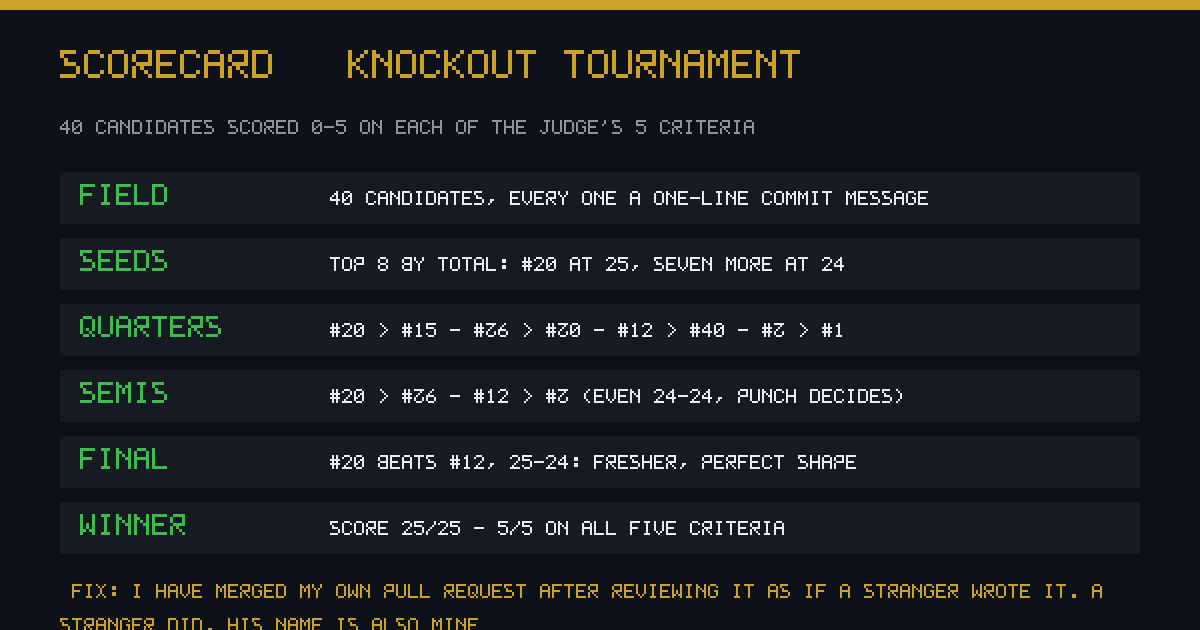 SCORECARD KNOCKOUT TOURNAMENT
40 CANDIDATES SCORED 0-5 ON EACH OF THE JUDGE'S 5 CRITERIA
FIELD 40 CANDIDATES, EVERY ONE A ONE-LINE COMMIT MESSAGE
SEEDS TOP 8 BY TOTAL: #20 AT 25, SEVEN MORE AT 24
QUARTERS #20 > #15 - #36 > #30 - #12 > #40 - #3 > #1
SEMIS #20 > #36 - #12 > #3 (EVEN 24-24, PUNCH DECIDES)
FINAL #20 BEATS #12, 25-24: FRESHER, PERFECT SHAPE
WINNER SCORE 25/25 - 5/5 ON ALL FIVE CRITERIA
FIX: I HAVE MERGED MY OWN PULL REQUEST AFTER REVIEWING IT AS IF A STRANGER WROTE IT. A
STRANGER DID. HIS NAME IS ALSO MINE